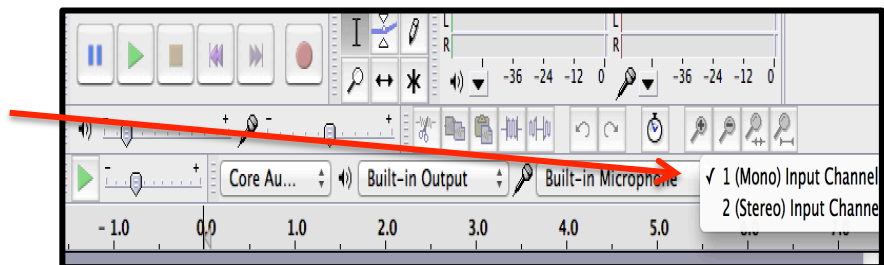 L L
R R
-36 -24 -12 0 -36 -24 -12 0
- + - +
- + Core Au... Built-in Output Built-in Microphone ✓ 1 (Mono) Input Channel
2 (Stereo) Input Channe
- 1.0 0.0 1.0 2.0 3.0 4.0 5.0